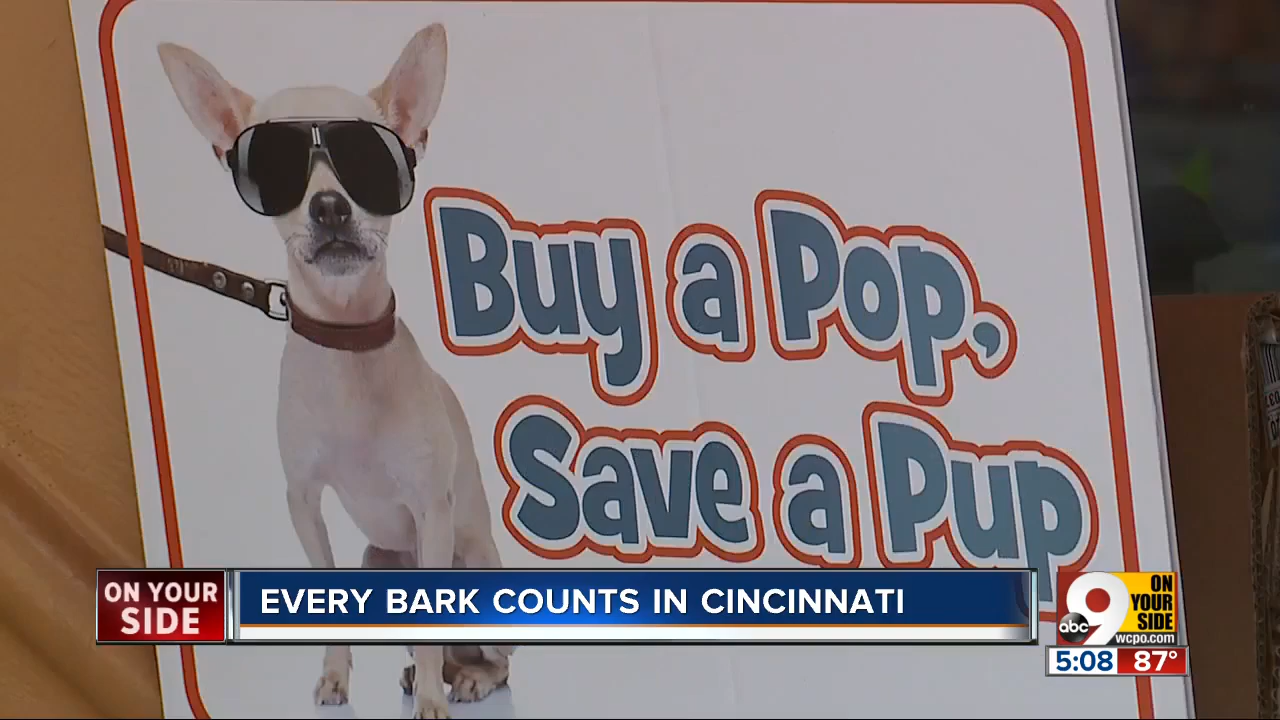 Buy a Pop,
Save a Pup
ON YOUR
SIDE
EVERY BARK COUNTS IN CINCINNATI
abc 9
ON
YOUR
SIDE
wcpo.com
5:08 87°